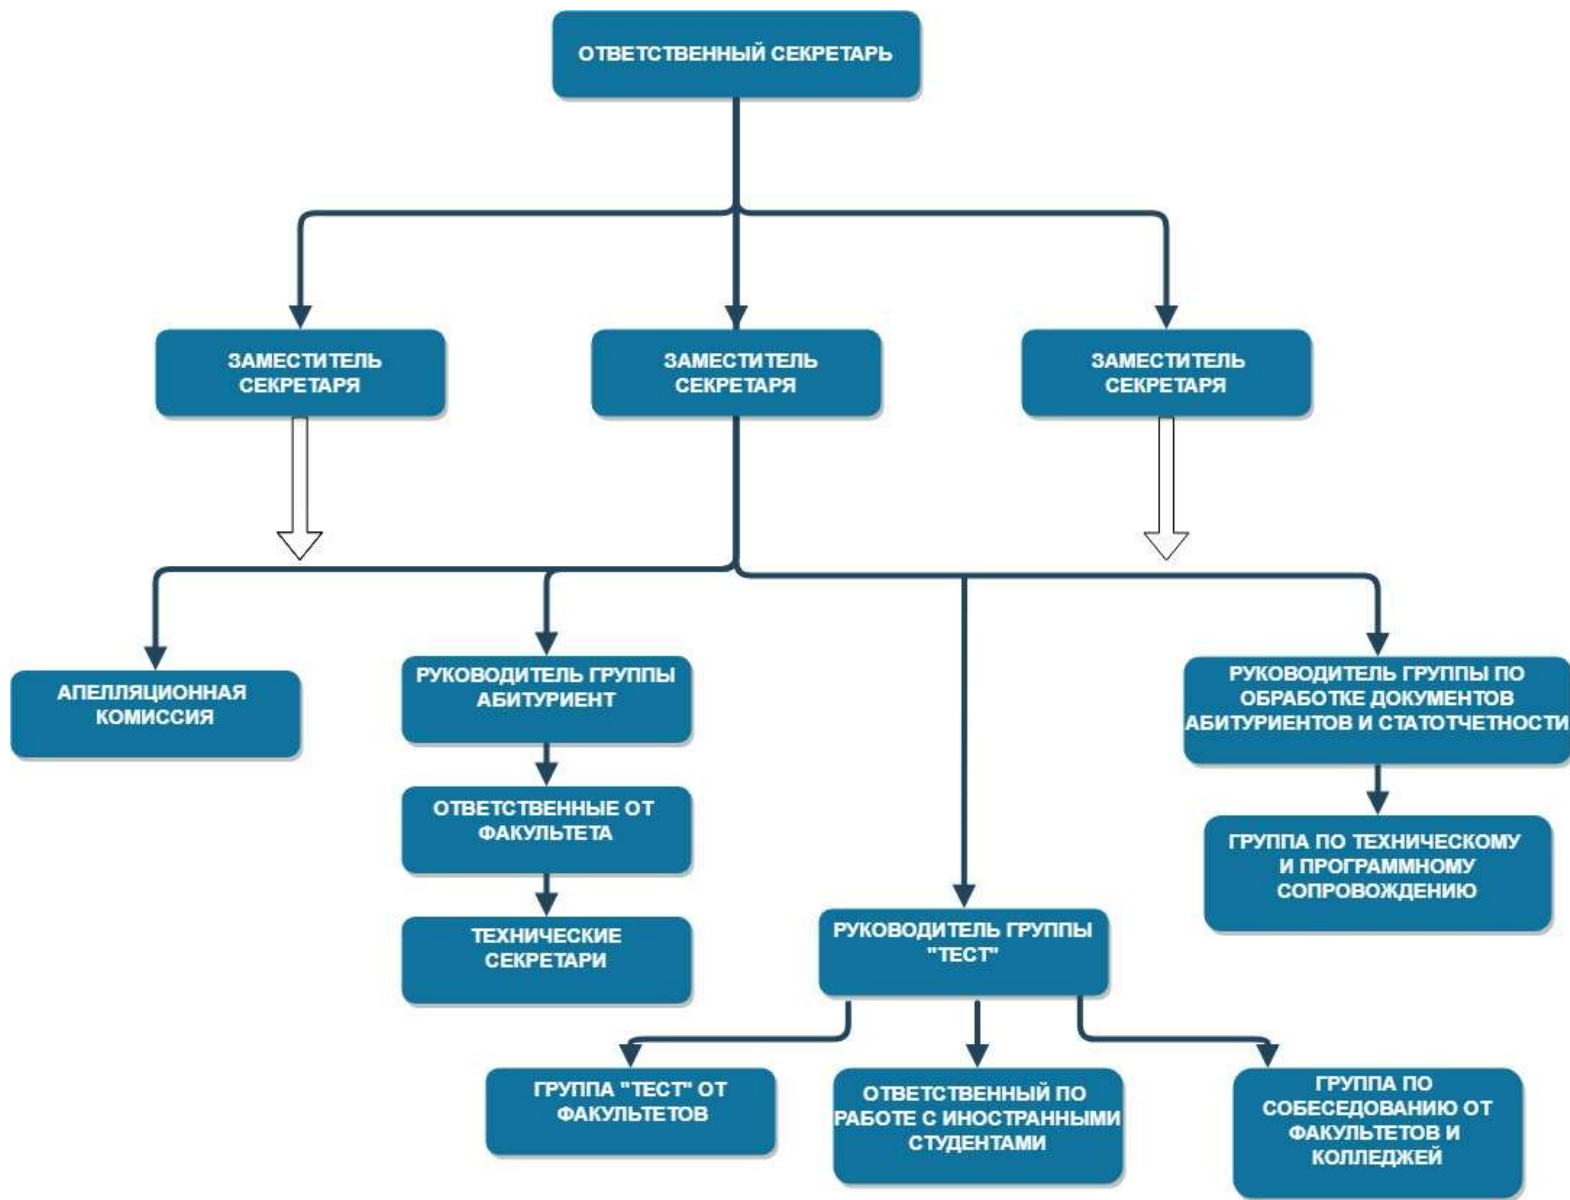 ОТВЕТСТВЕННЫЙ СЕКРЕТАРЬ
ЗАМЕСТИТЕЛЬ
СЕКРЕТАРЯ
ЗАМЕСТИТЕЛЬ
СЕКРЕТАРЯ
ЗАМЕСТИТЕЛЬ
СЕКРЕТАРЯ
АПЕЛЛЯЦИОННАЯ
КОМИССИЯ
РУКОВОДИТЕЛЬ ГРУППЫ
АБИТУРИЕНТ
РУКОВОДИТЕЛЬ ГРУППЫ ПО
ОБРАБОТКЕ ДОКУМЕНТОВ
АБИТУРИЕНТОВ И СТАТОТЧЕТНОСТИ
ОТВЕТСТВЕННЫЕ ОТ
ФАКУЛЬТЕТА
ГРУППА ПО ТЕХНИЧЕСКОМУ
И ПРОГРАММНОМУ
СОПРОВОЖДЕНИЮ
ТЕХНИЧЕСКИЕ
СЕКРЕТАРИ
РУКОВОДИТЕЛЬ ГРУППЫ
"ТЕСТ"
ГРУППА "ТЕСТ" ОТ
ФАКУЛЬТЕТОВ
ОТВЕТСТВЕННЫЙ ПО
РАБОТЕ С ИНОСТРАННЫМИ
СТУДЕНТАМИ
ГРУППА ПО
СОБЕСЕДОВАНИЮ ОТ
ФАКУЛЬТЕТОВ И
КОЛЛЕДЖЕЙ